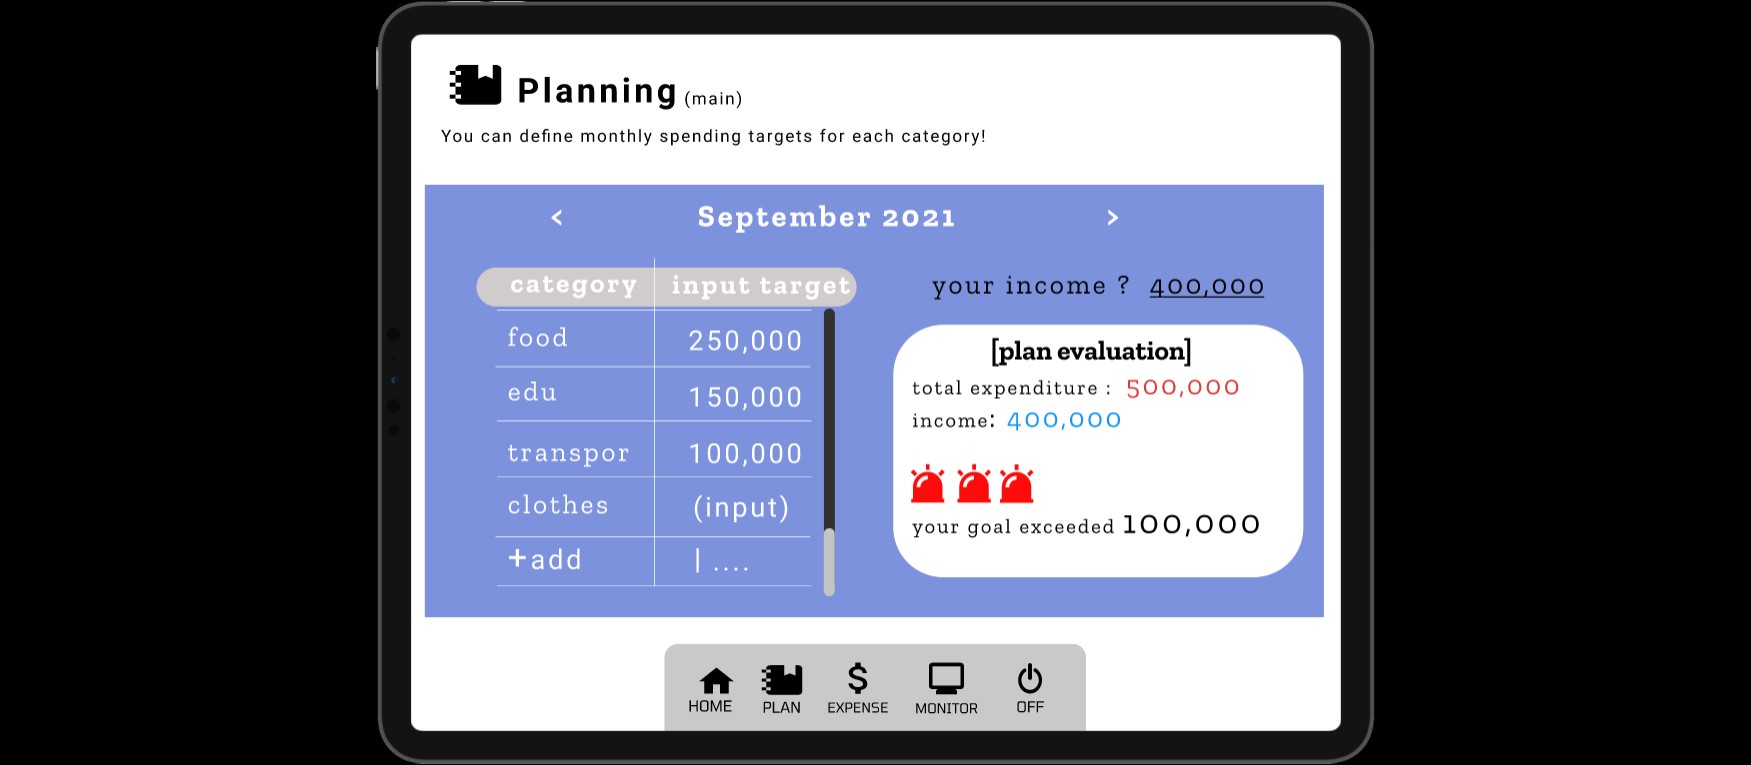 Planning (main)
You can define monthly spending targets for each category!
< September 2021 >
category input target
food 250,000
edu 150,000
transpor 100,000
clothes (input)
+add | ....
your income ? 400,000
[plan evaluation]
total expenditure : 500,000
income: 400,000
your goal exceeded 100,000
HOME PLAN EXPENSE MONITOR OFF